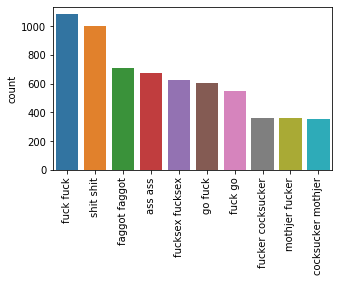 1000
800
600
400
200
0
count
fuck fuck
shit shit
faggot faggot
ass ass
fucksex fucksex
go fuck
fuck go
fucker cocksucker
mothjer fucker
cocksucker mothjer